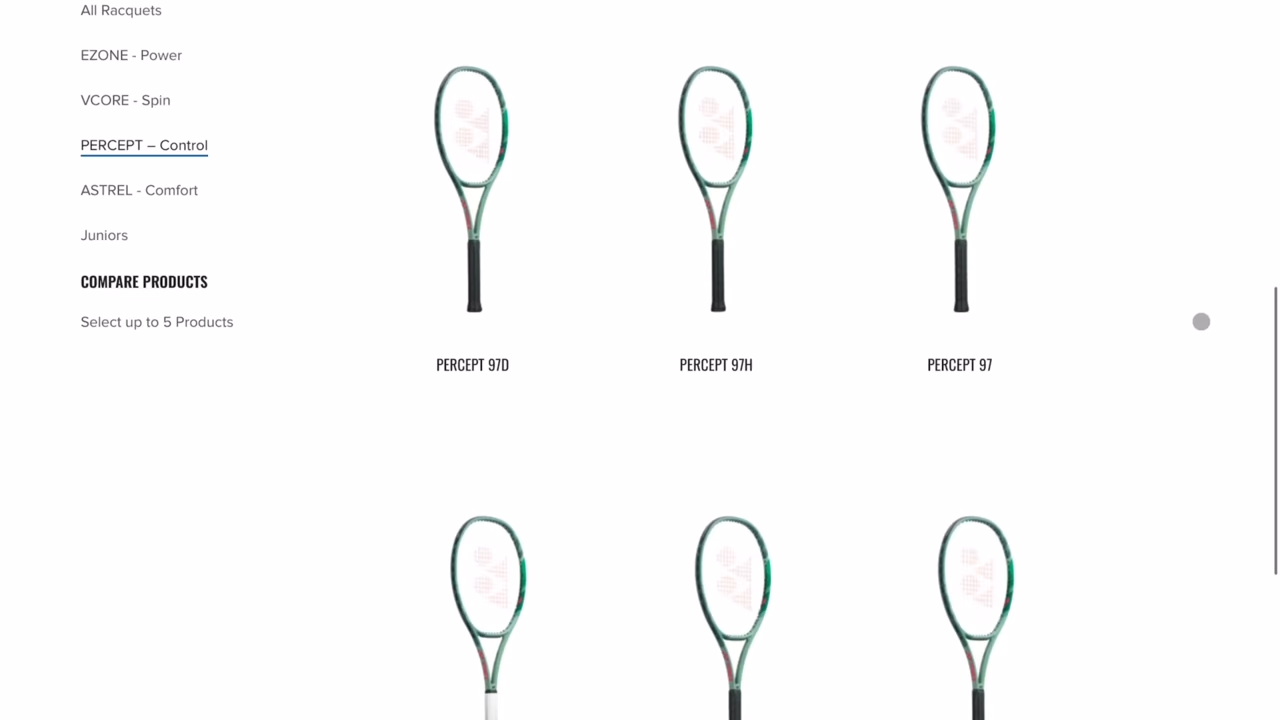 All Racquets
EZONE - Power
VCORE - Spin
PERCEPT – Control
ASTREL - Comfort
Juniors
COMPARE PRODUCTS
Select up to 5 Products
PERCEPT 97D
PERCEPT 97H
PERCEPT 97